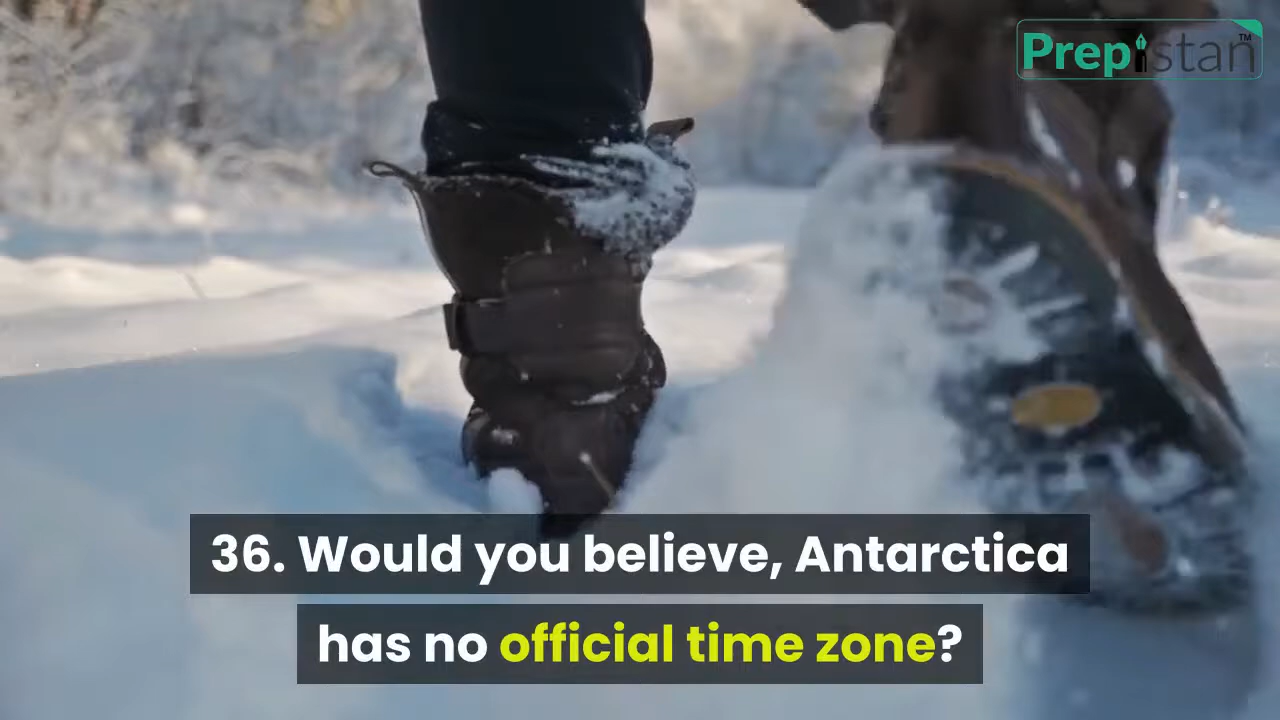 Prepistan™
36. Would you believe, Antarctica
has no official time zone?